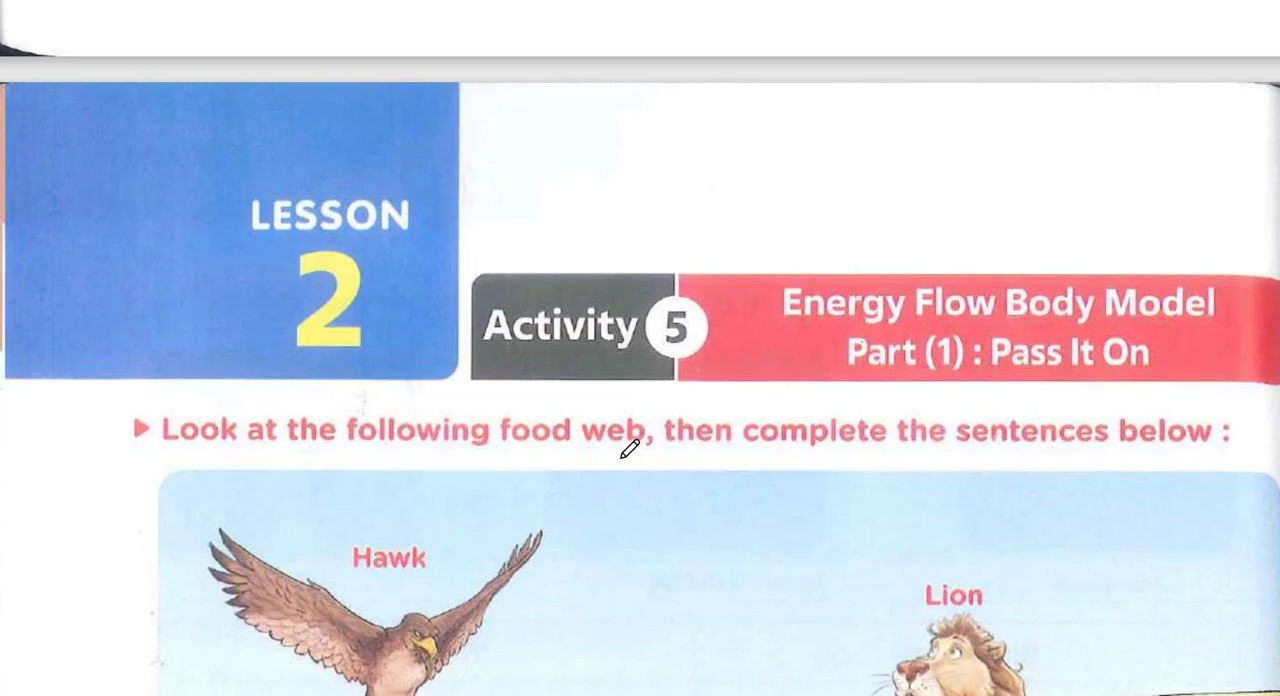 LESSON
2
Activity 5
Energy Flow Body Model
Part (1) : Pass It On
Look at the following food web, then complete the sentences below :
Hawk
Lion